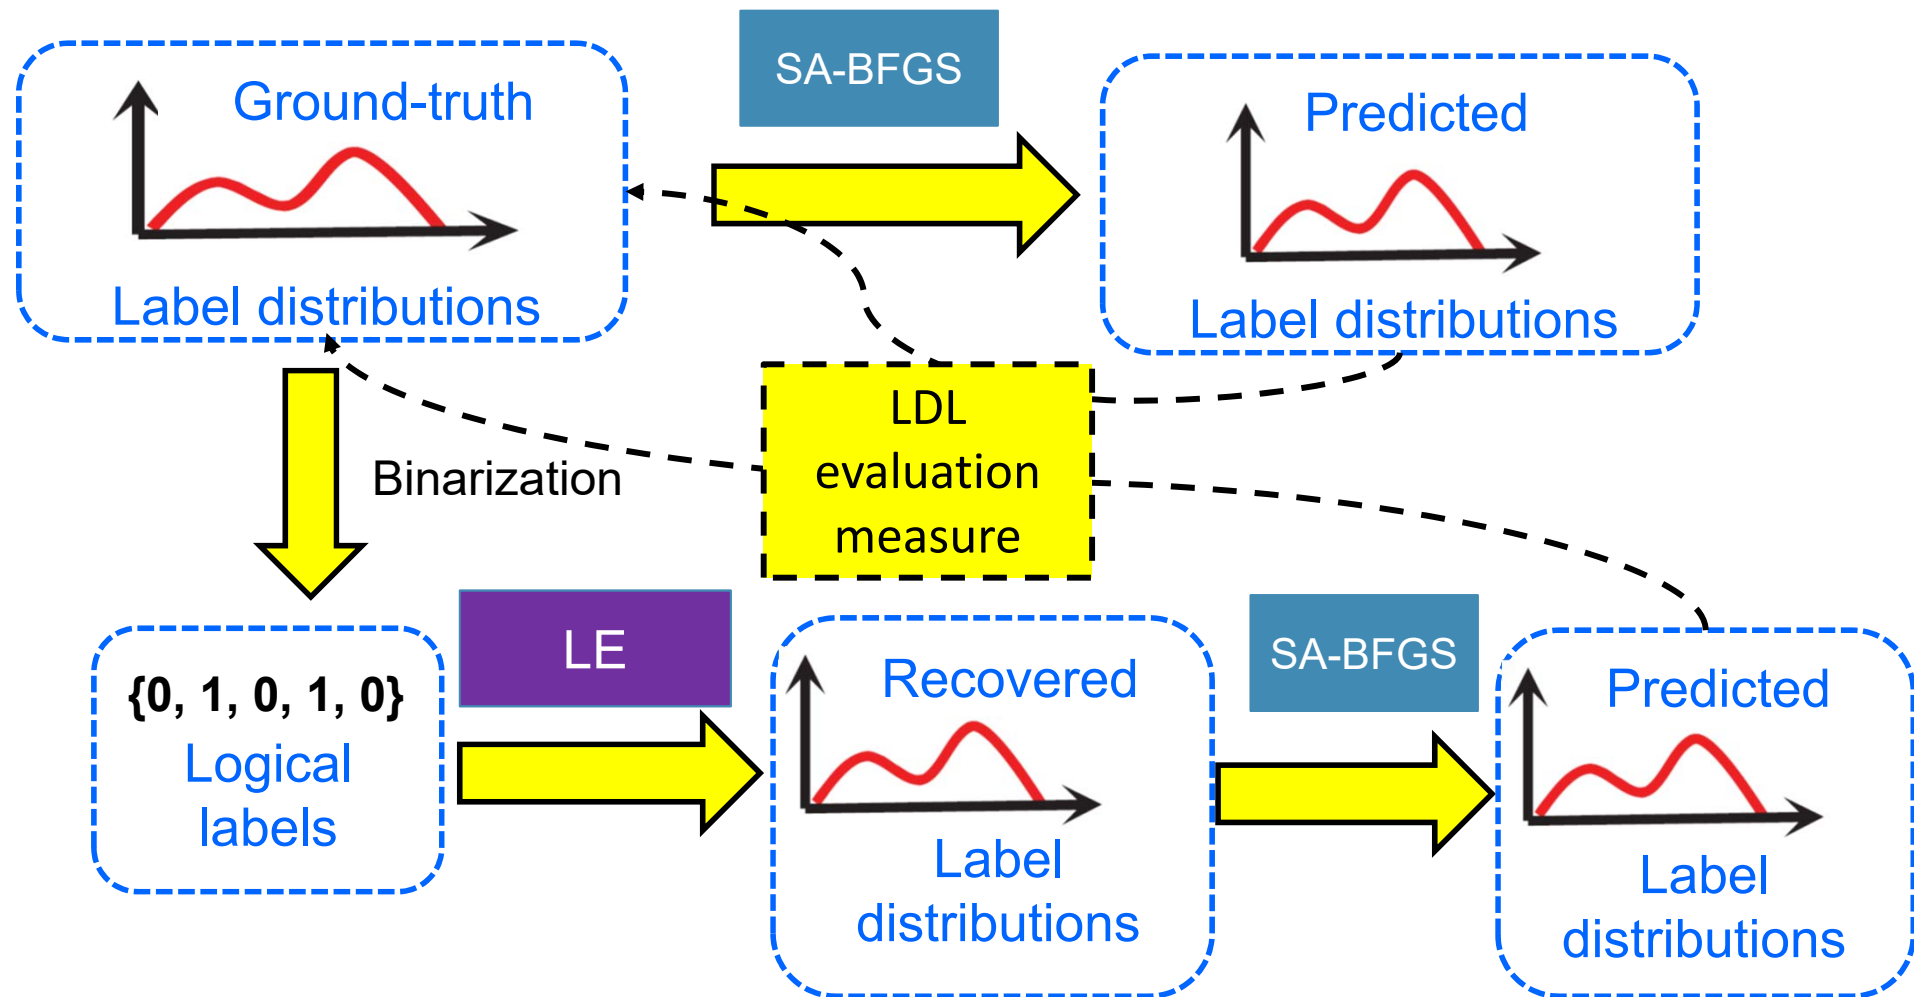 Ground-truth
Label distributions
SA-BFGS
Predicted
Label distributions
LDL
evaluation
measure
Binarization
{0, 1, 0, 1, 0}
Logical
labels
LE
Recovered
Label
distributions
SA-BFGS
Predicted
Label
distributions